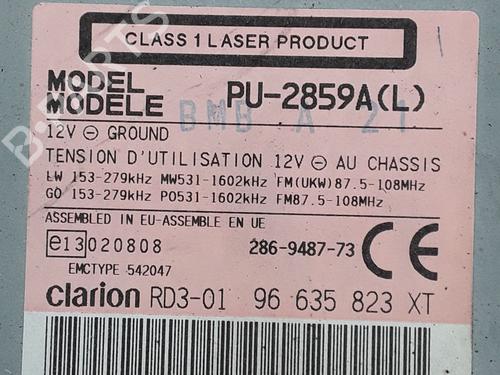 CLASS 1 LASER PRODUCT
MODEL
MODÈLE PU-2859A(L)
BMB A 21
12V ⊖ GROUND
TENSION D'UTILISATION 12V ⊖ AU CHASSIS
LW 153-279kHz MW531-1602kHz FM(UKW)87.5-108MHz
GO 153-279kHz PO531-1602kHz FM87.5-108MHz
ASSEMBLED IN EU-ASSEMBLE EN UE
e13 020808 286-9487-73 CE
EMCTYPE 542047
clarion RD3-01 96 635 823 XT
B-PARTS